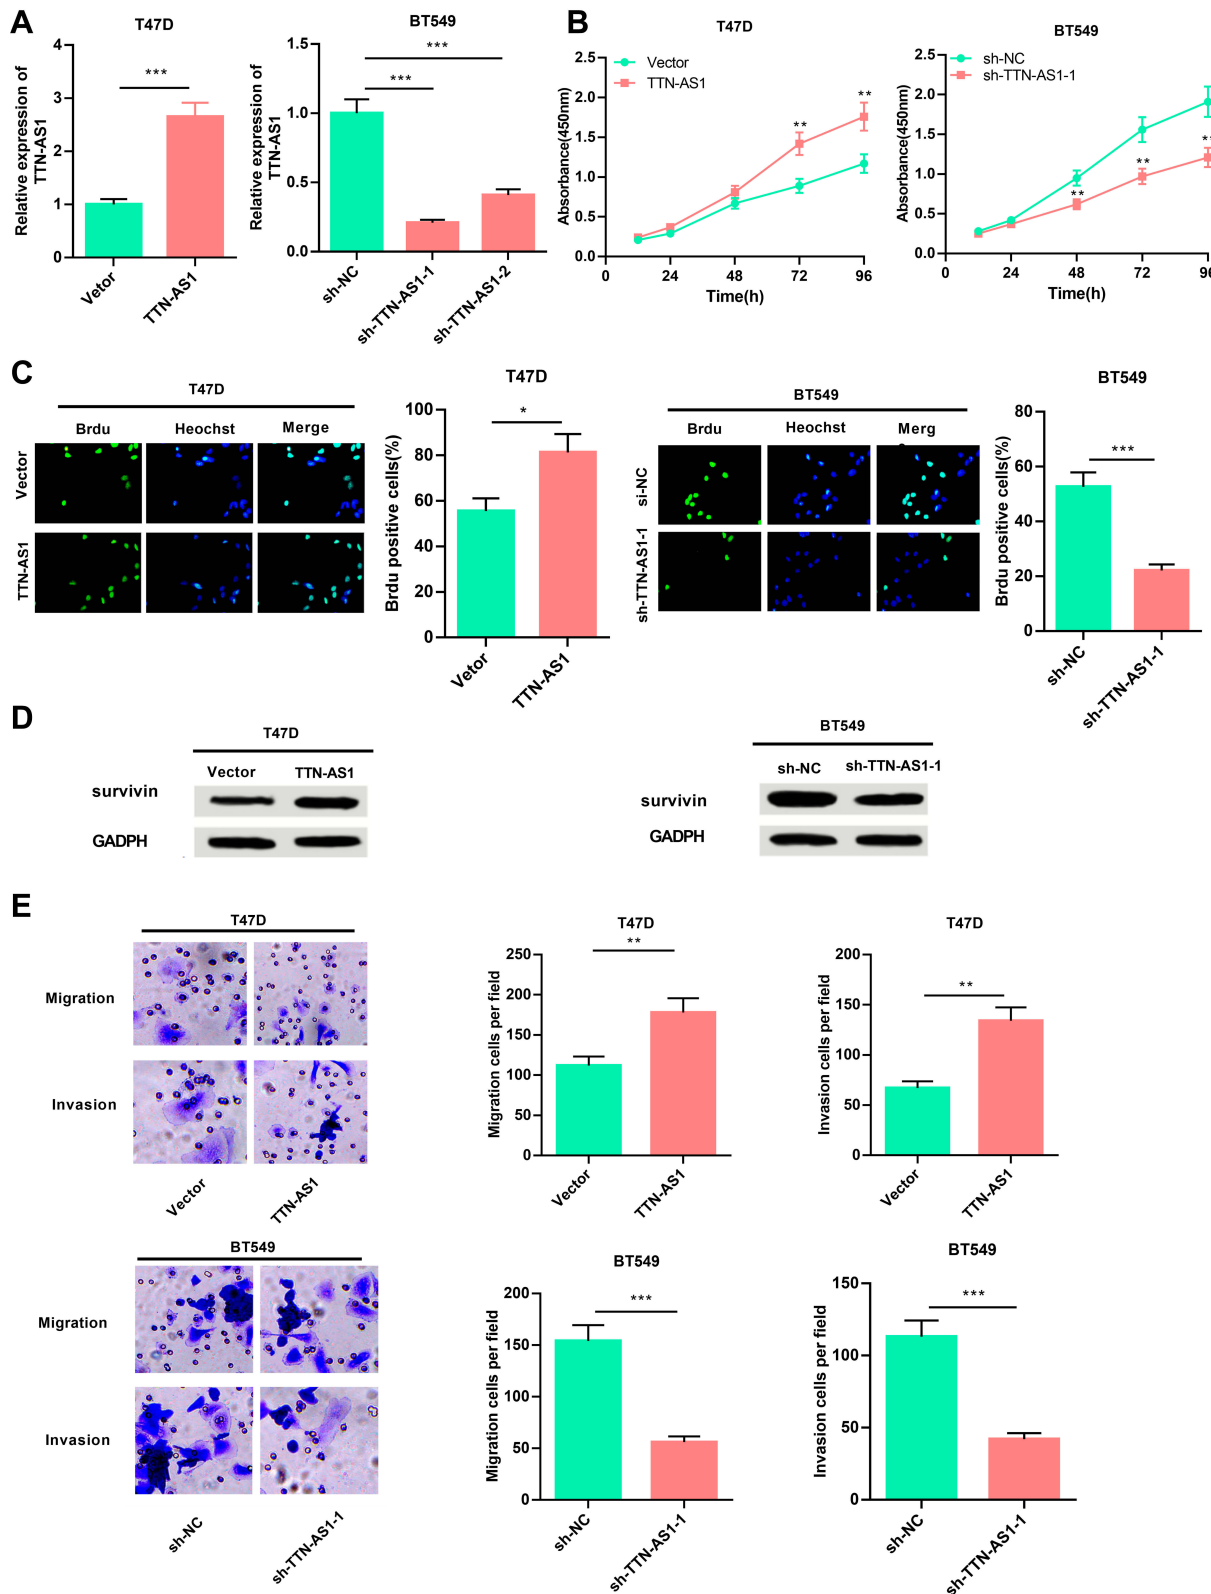 A
T47D
Relative expression of
TTN-AS1
4
3
2
1
0
***
Vetor
TTN-AS1
BT549
Relative expression of
TTN-AS1
1.5
1.0
0.5
0.0
***
***
sh-NC
sh-TTN-AS1-1
sh-TTN-AS1-2
B
T47D
Vector
TTN-AS1
Absorbance(450nm)
2.5
2.0
1.5
1.0
0.5
0.0
**
**
0 24 48 72 96
Time(h)
BT549
sh-NC
sh-TTN-AS1-1
Absorbance(450nm)
2.5
2.0
1.5
1.0
0.5
0.0
**
**
**
0 24 48 72 96
Time(h)
C
T47D
Brdu Heochst Merge
Vector
TTN-AS1
T47D
Brdu positive cells(%)
100
80
60
40
20
0
*
Vetor
TTN-AS1
BT549
Brdu Heochst Merg
si-NC
sh-TTN-AS1-1
BT549
Brdu positive cells(%)
80
60
40
20
0
***
sh-NC
sh-TTN-AS1-1
D
T47D
Vector TTN-AS1
survivin
GADPH
BT549
sh-NC sh-TTN-AS1-1
survivin
GADPH
E
T47D
Migration
Invasion
Vector
TTN-AS1
T47D
Migration cells per field
250
200
150
100
50
0
**
Vector
TTN-AS1
T47D
Invasion cells per field
200
150
100
50
0
**
Vector
TTN-AS1
BT549
Migration
Invasion
sh-NC
sh-TTN-AS1-1
BT549
Migration cells per field
200
150
100
50
0
***
sh-NC
sh-TTN-AS1-1
BT549
Invasion cells per field
150
100
50
0
***
sh-NC
sh-TTN-AS1-1